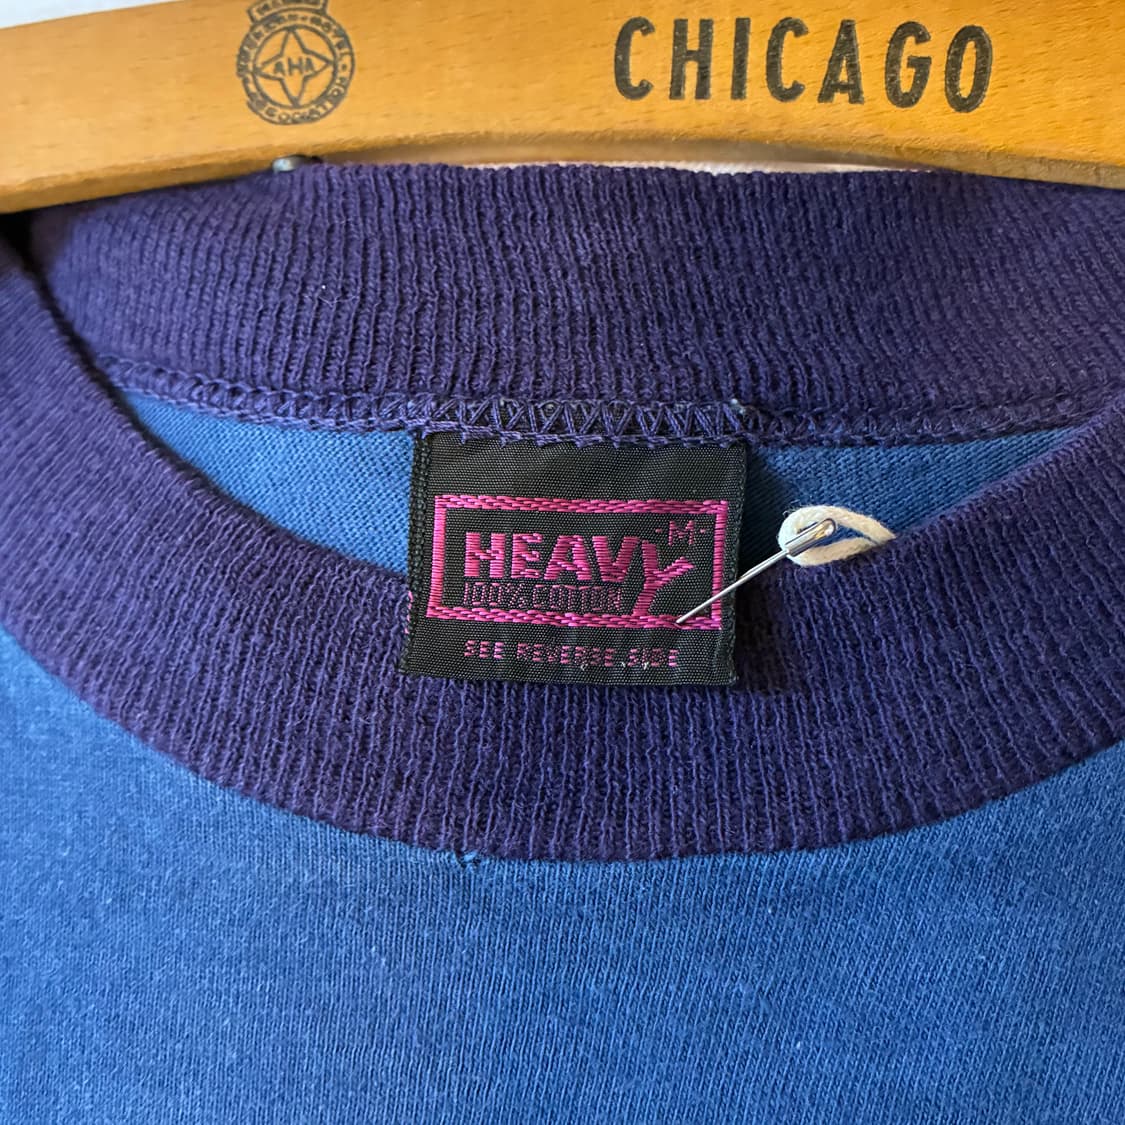 AHA
CHICAGO
-M-
HEAVY
100% COTTON
SEE REVERSE SIDE